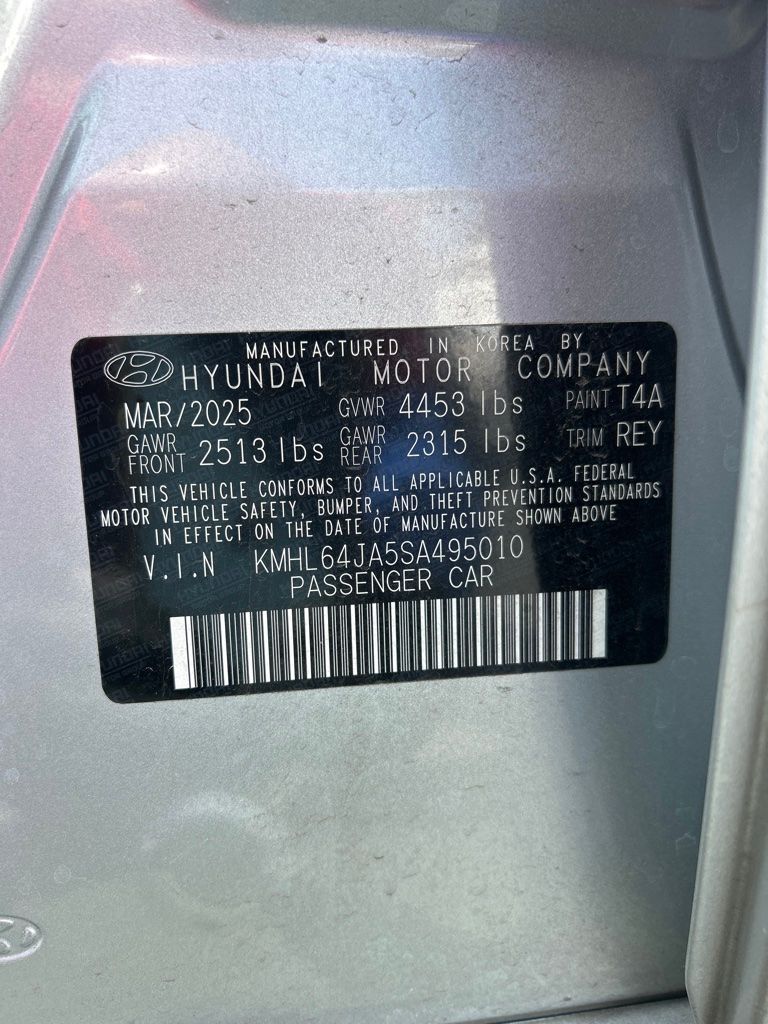 MANUFACTURED IN KOREA BY
HYUNDAI MOTOR COMPANY
MAR/2025 GVWR 4453 lbs PAINT T4A
GAWR FRONT 2513 lbs GAWR REAR 2315 lbs TRIM REY
THIS VEHICLE CONFORMS TO ALL APPLICABLE U.S.A. FEDERAL
MOTOR VEHICLE SAFETY, BUMPER, AND THEFT PREVENTION STANDARDS
IN EFFECT ON THE DATE OF MANUFACTURE SHOWN ABOVE
V.I.N KMHL64JA5SA495010
PASSENGER CAR